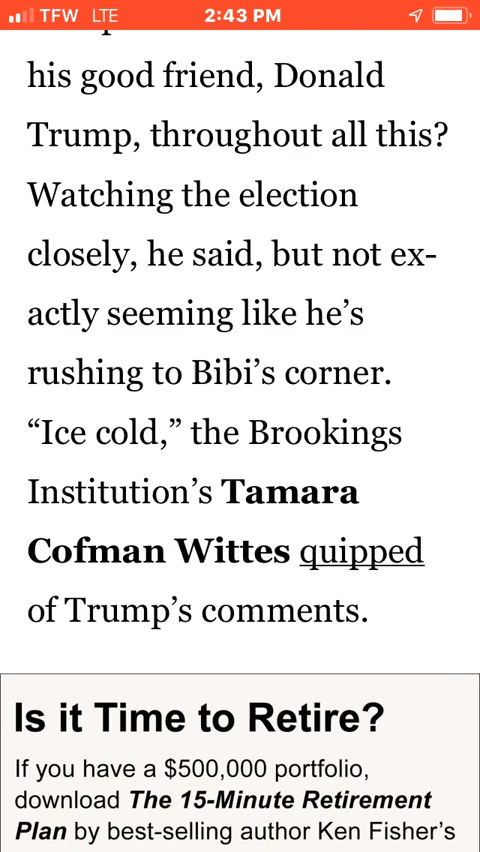 TFW LTE 2:43 PM
his good friend, Donald
Trump, throughout all this?
Watching the election
closely, he said, but not ex-
actly seeming like he’s
rushing to Bibi’s corner.
“Ice cold,” the Brookings
Institution’s Tamara
Cofman Wittes quipped
of Trump’s comments.
Is it Time to Retire?
If you have a $500,000 portfolio,
download The 15-Minute Retirement
Plan by best-selling author Ken Fisher’s